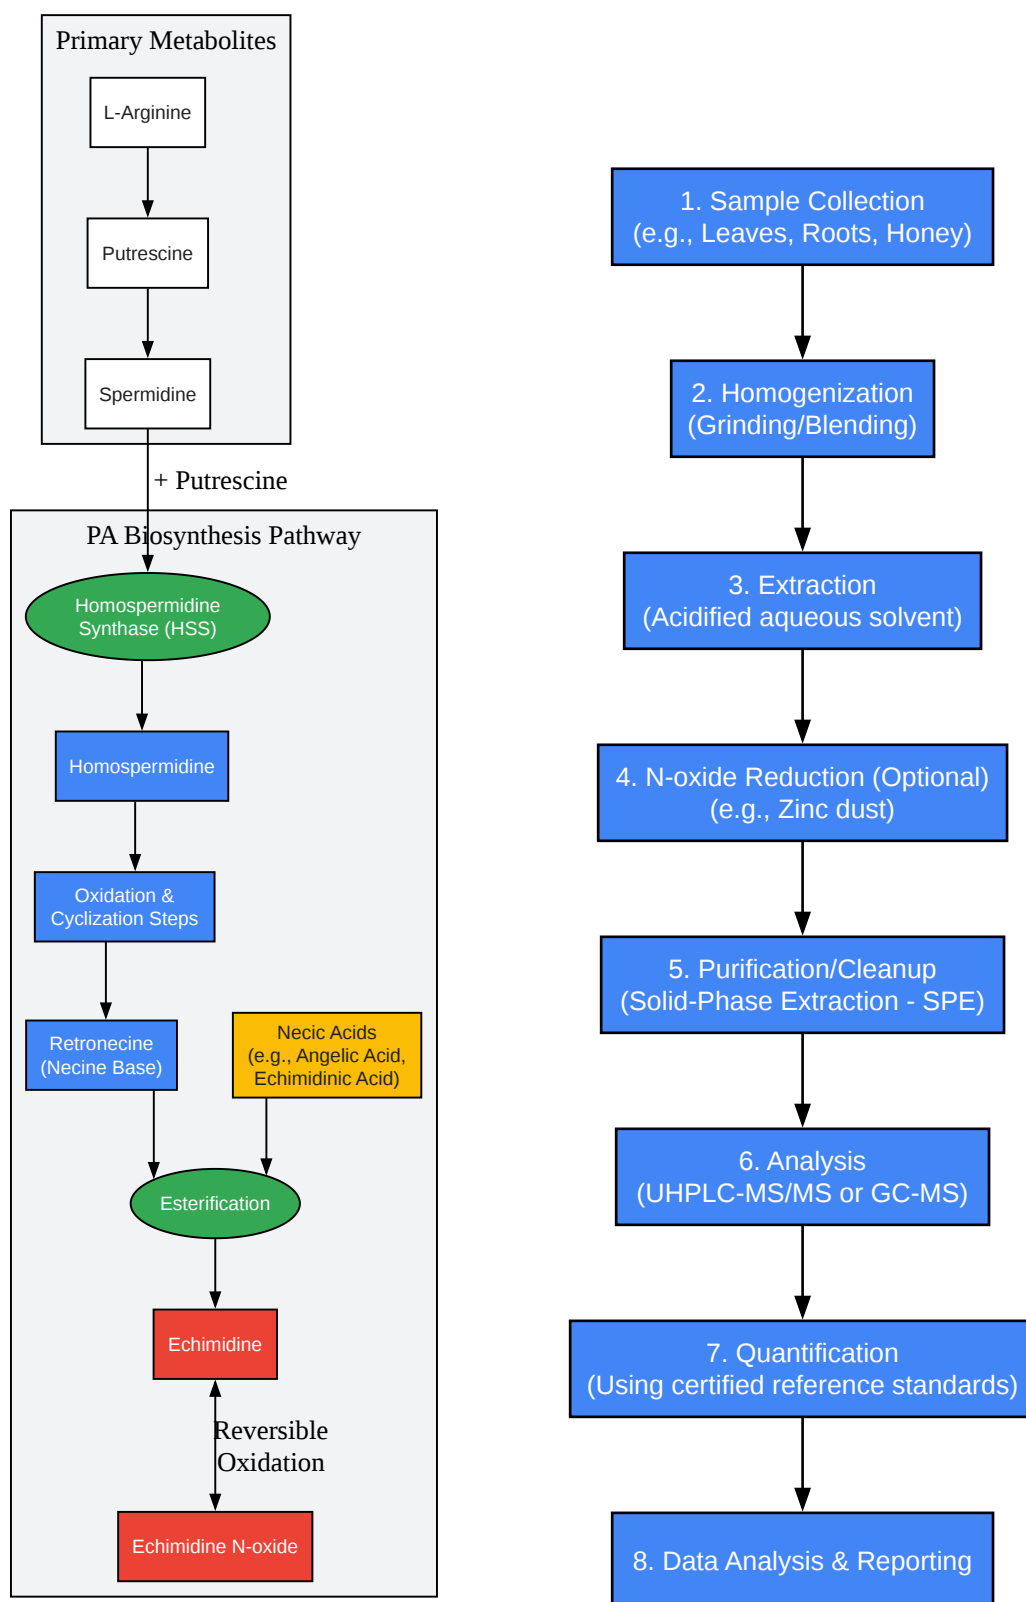 Primary Metabolites
L-Arginine
Putrescine
Spermidine
+ Putrescine
PA Biosynthesis Pathway
Homospermidine
Synthase (HSS)
Homospermidine
Oxidation &
Cyclization Steps
Retronecine
(Necine Base)
Necic Acids
(e.g., Angelic Acid,
Echimidinic Acid)
Esterification
Echimidine
Reversible
Oxidation
Echimidine N-oxide
1. Sample Collection
(e.g., Leaves, Roots, Honey)
2. Homogenization
(Grinding/Blending)
3. Extraction
(Acidified aqueous solvent)
4. N-oxide Reduction (Optional)
(e.g., Zinc dust)
5. Purification/Cleanup
(Solid-Phase Extraction - SPE)
6. Analysis
(UHPLC-MS/MS or GC-MS)
7. Quantification
(Using certified reference standards)
8. Data Analysis & Reporting